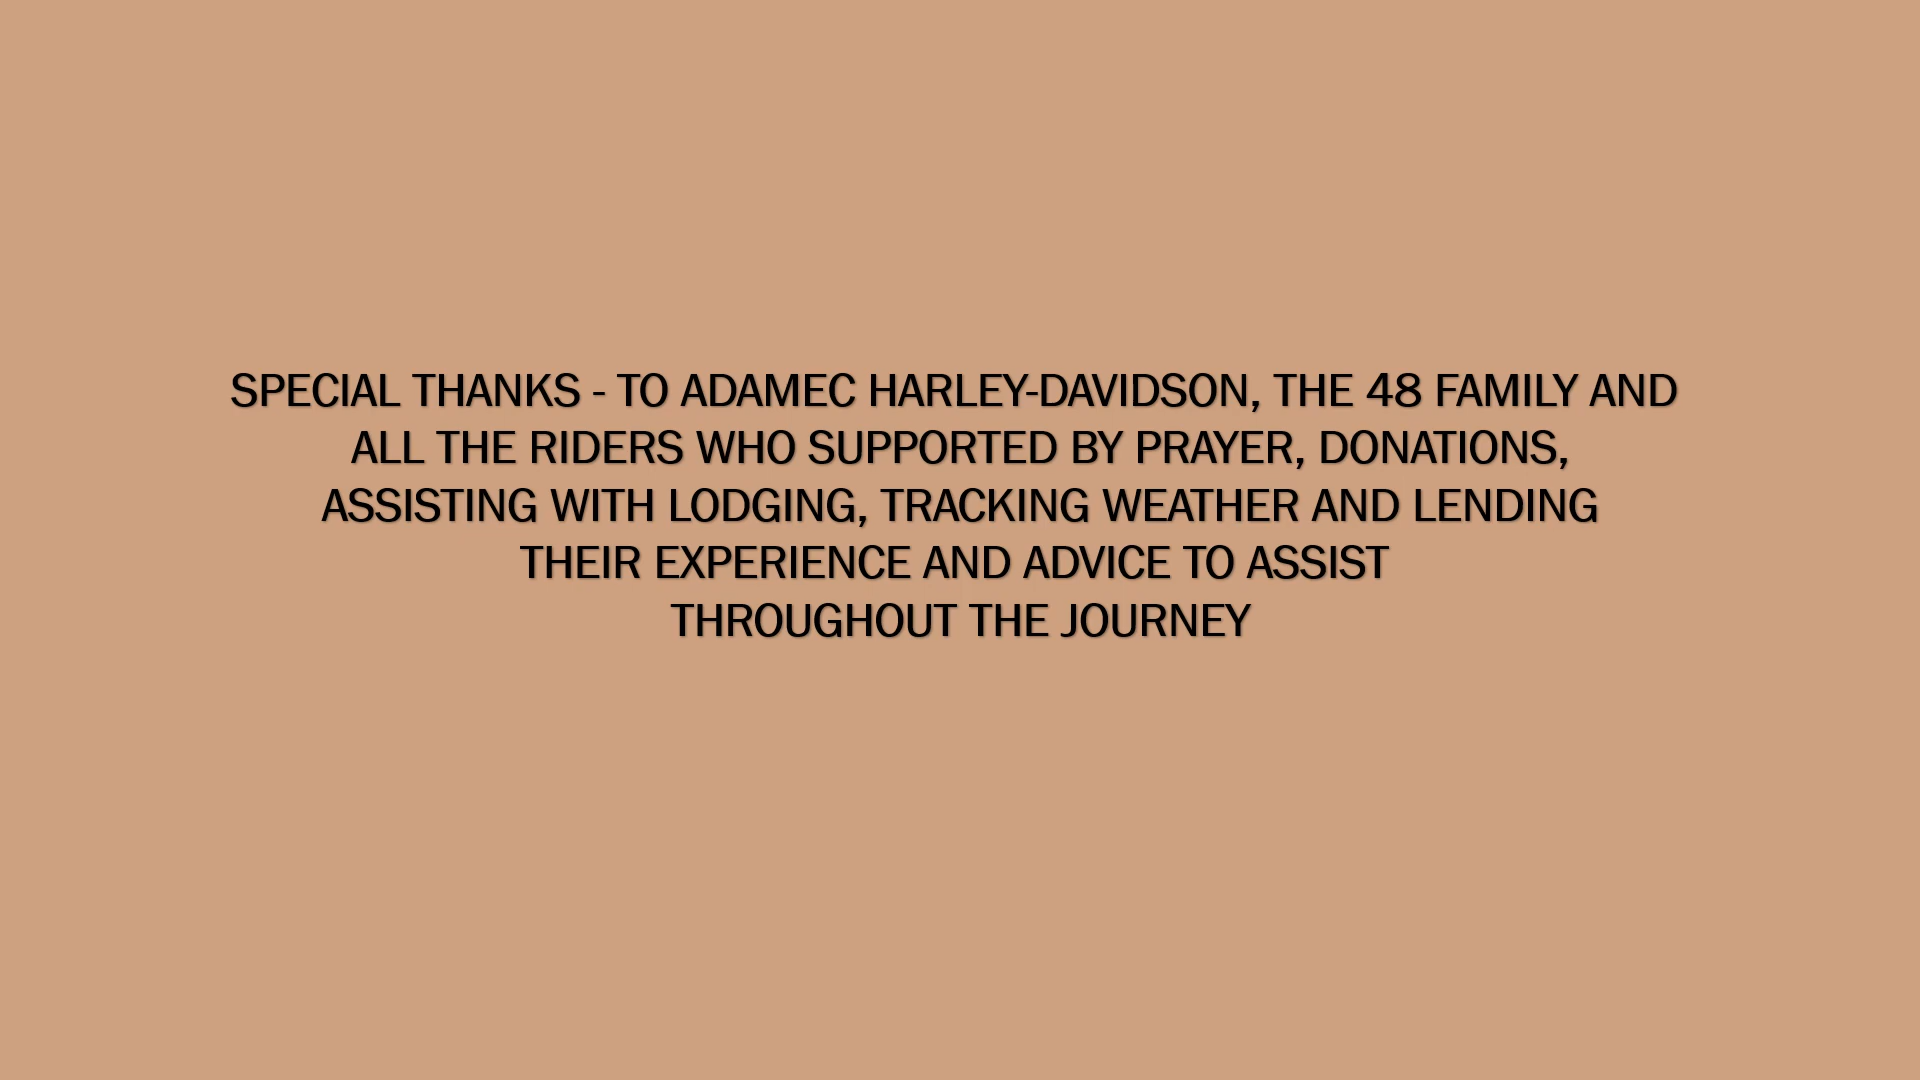 SPECIAL THANKS - TO ADAMEC HARLEY-DAVIDSON, THE 48 FAMILY AND
ALL THE RIDERS WHO SUPPORTED BY PRAYER, DONATIONS,
ASSISTING WITH LODGING, TRACKING WEATHER AND LENDING
THEIR EXPERIENCE AND ADVICE TO ASSIST
THROUGHOUT THE JOURNEY